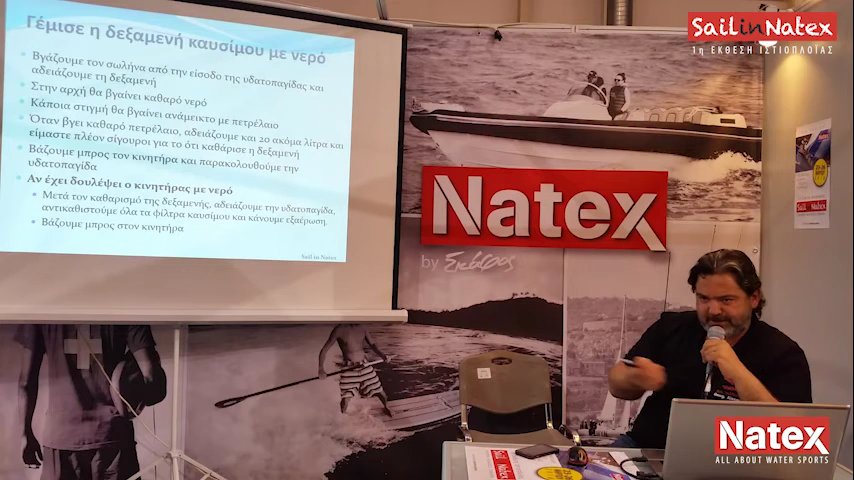 Γέμισε η δεξαμενή καυσίμου με νερό
Βγάζουμε τον σωλήνα από την είσοδο της υδατοπαγίδας και
αδειάζουμε τη δεξαμενή
Στην αρχή θα βγαίνει καθαρό νερό
Κάποια στιγμή θα βγαίνει ανάμεικτο με πετρέλαιο
Όταν βγει καθαρό πετρέλαιο, αδειάζουμε και 20 ακόμα λίτρα και
είμαστε πλέον σίγουροι για το ότι καθάρισε η δεξαμενή
Βάζουμε μπρος τον κινητήρα και παρακολουθούμε την
υδατοπαγίδα
Αν έχει δουλέψει ο κινητήρας με νερό
Μετά τον καθαρισμό της δεξαμενής, αδειάζουμε την υδατοπαγίδα,
αντικαθιστούμε όλα τα φίλτρα καυσίμου και κάνουμε εξαέρωση.
Βάζουμε μπρος στον κινητήρα
Sail in Natex
SailinNatex
1η ΕΚΘΕΣΗ ΙΣΤΙΟΠΛΟΪΑΣ
Natex
by Σκάρος
Natex
ALL ABOUT WATER SPORTS